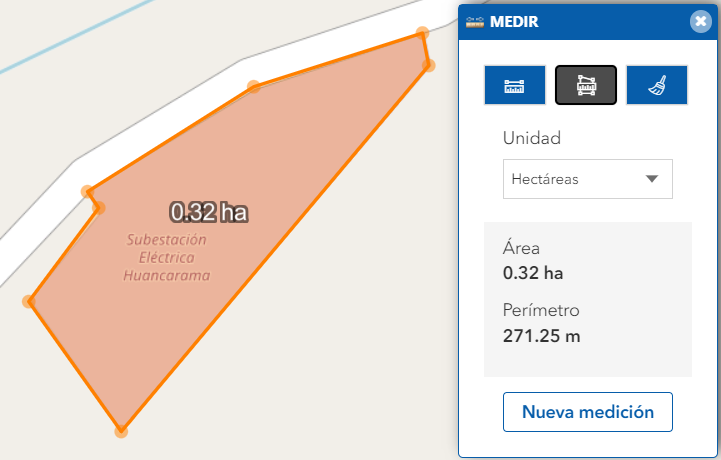 0.32 ha
Subestación
Eléctrica
Huancarama
MEDIR
Unidad
Hectáreas
Área
0.32 ha
Perímetro
271.25 m
Nueva medición